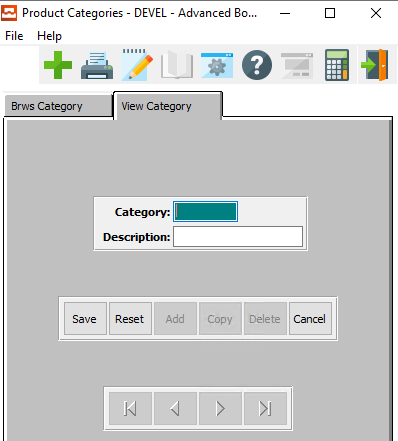 Product Categories - DEVEL - Advanced Bo...
File Help
Brws Category View Category
Category:
Description:
Save Reset Add Copy Delete Cancel